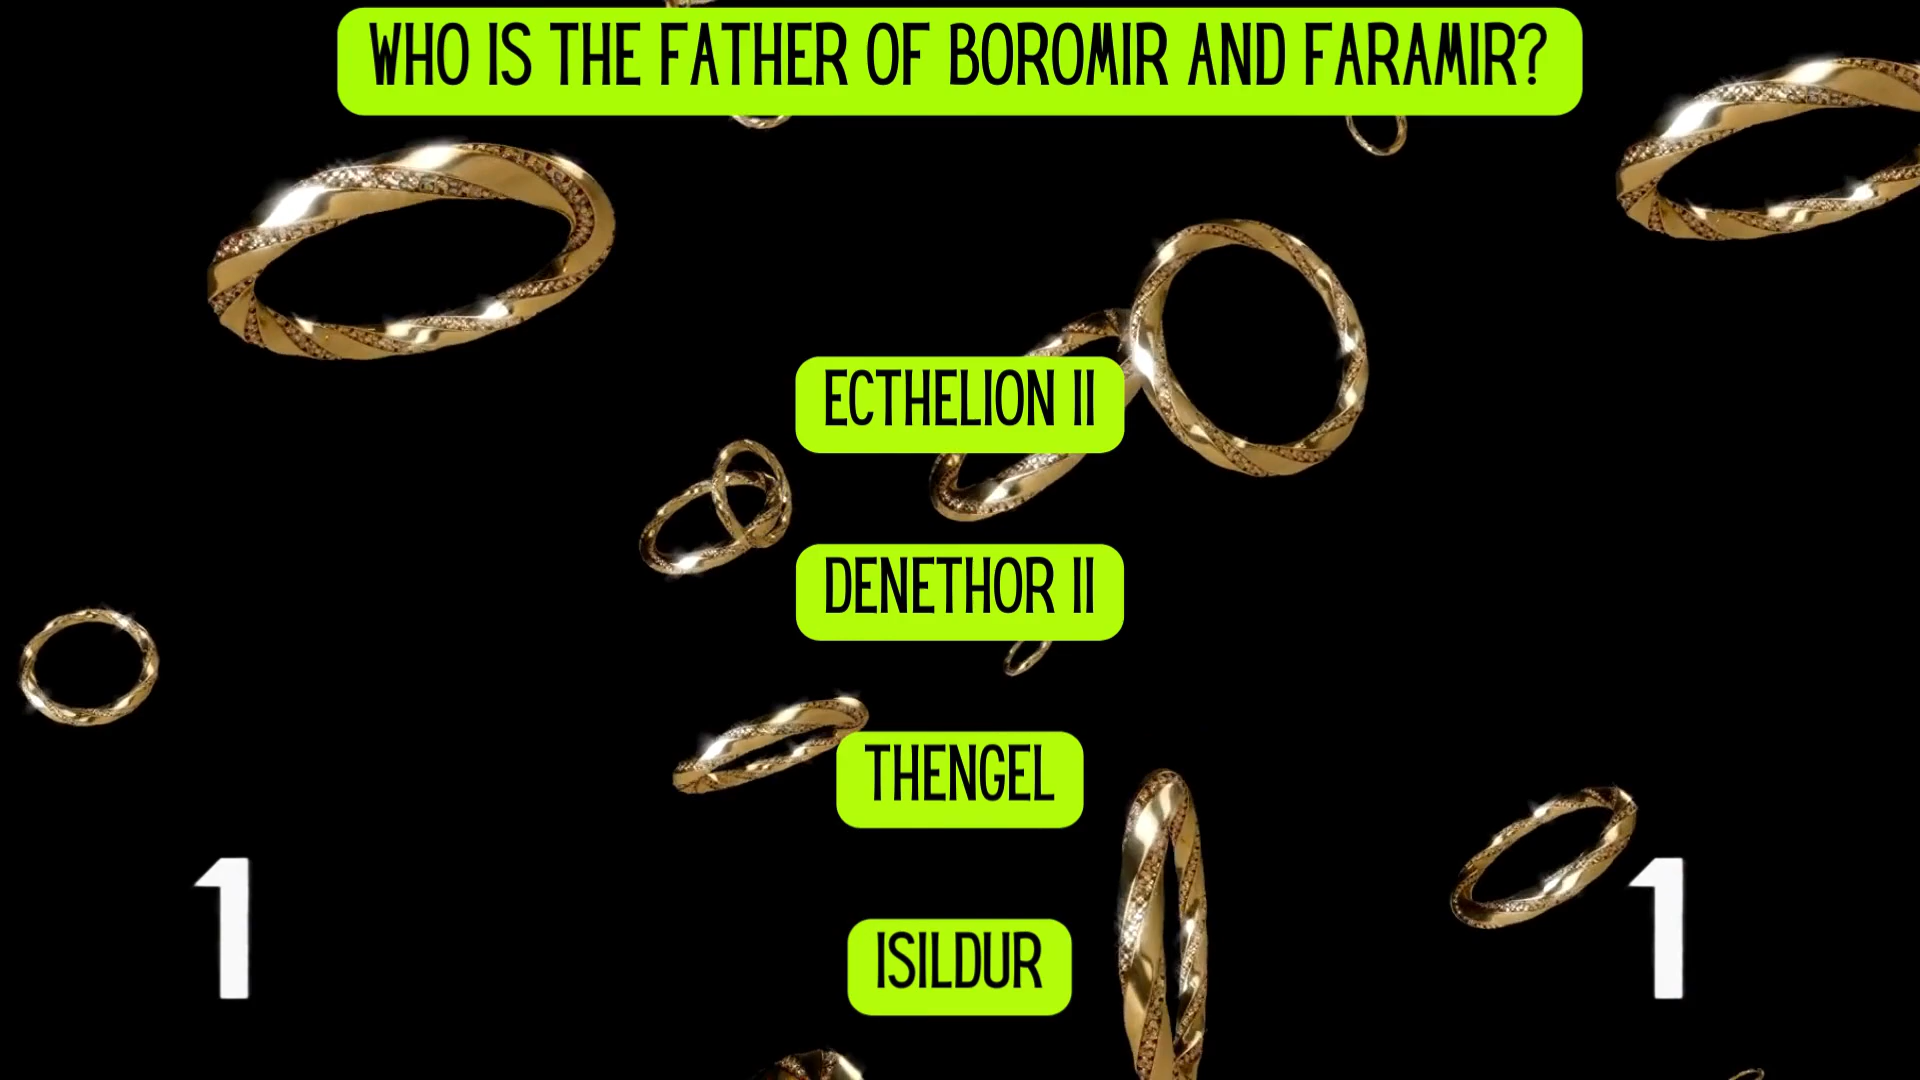 WHO IS THE FATHER OF BOROMIR AND FARAMIR?
ECTHELION II
DENETHOR II
THENGEL
ISILDUR
1 1